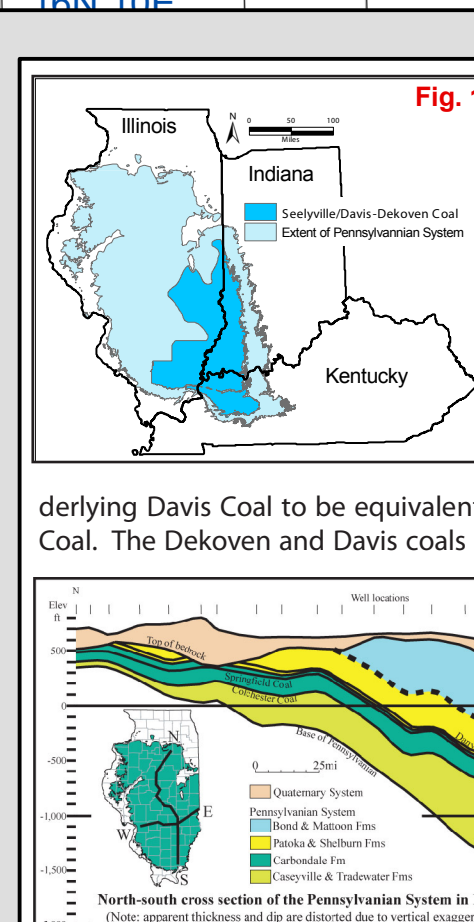 16N 10E
Fig. 1
N
0 50 100
Miles
Illinois
Indiana
Seelyville/Davis-Dekoven Coal
Extent of Pennsylvannian System
Kentucky
derlying Davis Coal to be equivalent
Coal. The Dekoven and Davis coals
N
Well locations
Elev
ft
Top of bedrock
500
Springfield Coal
Colchester Coal
0
Base of Pennsylvanian
Dan
N
0 25mi
-500
Quaternary System
Pennsylvanian System
E
-1,000
Bond & Mattoon Fms
W
Patoka & Shelburn Fms
Carbondale Fm
-1,500
Caseyville & Tradewater Fms
S
North-south cross section of the Pennsylvanian System in
(Note: apparent thickness and dip are distorted due to vertical exagger